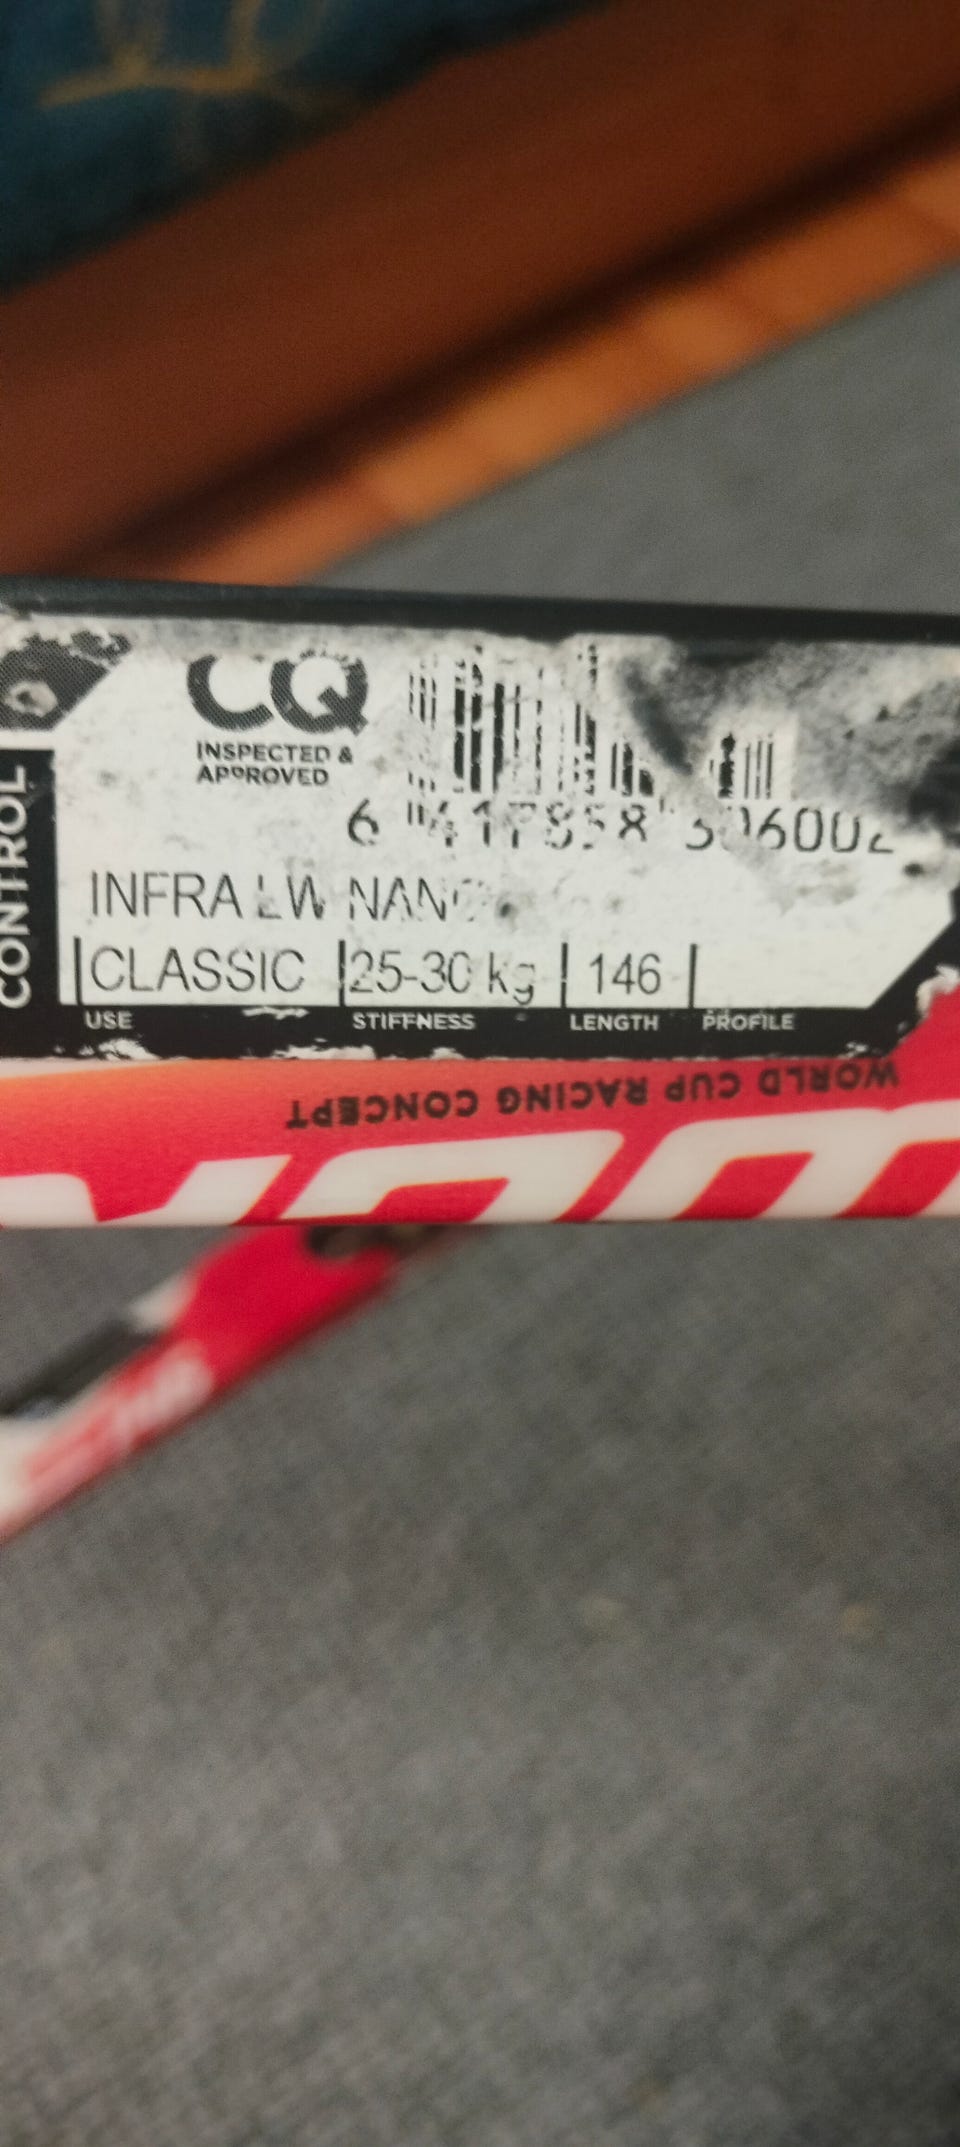 CONTROL
CQ
INSPECTED &
APPROVED
INFRA LW
CLASSIC 25-30 kg 146
USE STIFFNESS LENGTH PROFILE
WORLD CUP RACING CONCEPT